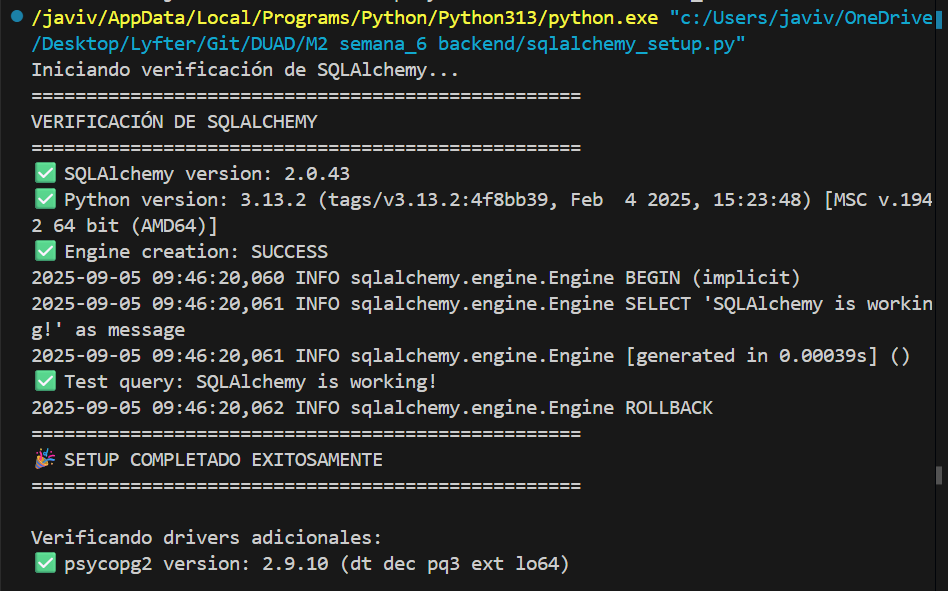 /javiv/AppData/Local/Programs/Python/Python313/python.exe "c:/Users/javiv/OneDrive
/Desktop/Lyfter/Git/DUAD/M2 semana_6 backend/sqlalchemy_setup.py"
Iniciando verificación de SQLAlchemy...
==================================================
VERIFICACIÓN DE SQLALCHEMY
==================================================
✅ SQLAlchemy version: 2.0.43
✅ Python version: 3.13.2 (tags/v3.13.2:4f8bb39, Feb  4 2025, 15:23:48) [MSC v.194
2 64 bit (AMD64)]
✅ Engine creation: SUCCESS
2025-09-05 09:46:20,060 INFO sqlalchemy.engine.Engine BEGIN (implicit)
2025-09-05 09:46:20,061 INFO sqlalchemy.engine.Engine SELECT 'SQLAlchemy is workin
g!' as message
2025-09-05 09:46:20,061 INFO sqlalchemy.engine.Engine [generated in 0.00039s] ()
✅ Test query: SQLAlchemy is working!
2025-09-05 09:46:20,062 INFO sqlalchemy.engine.Engine ROLLBACK
==================================================
🎉 SETUP COMPLETADO EXITOSAMENTE
==================================================
Verificando drivers adicionales:
✅ psycopg2 version: 2.9.10 (dt dec pq3 ext lo64)